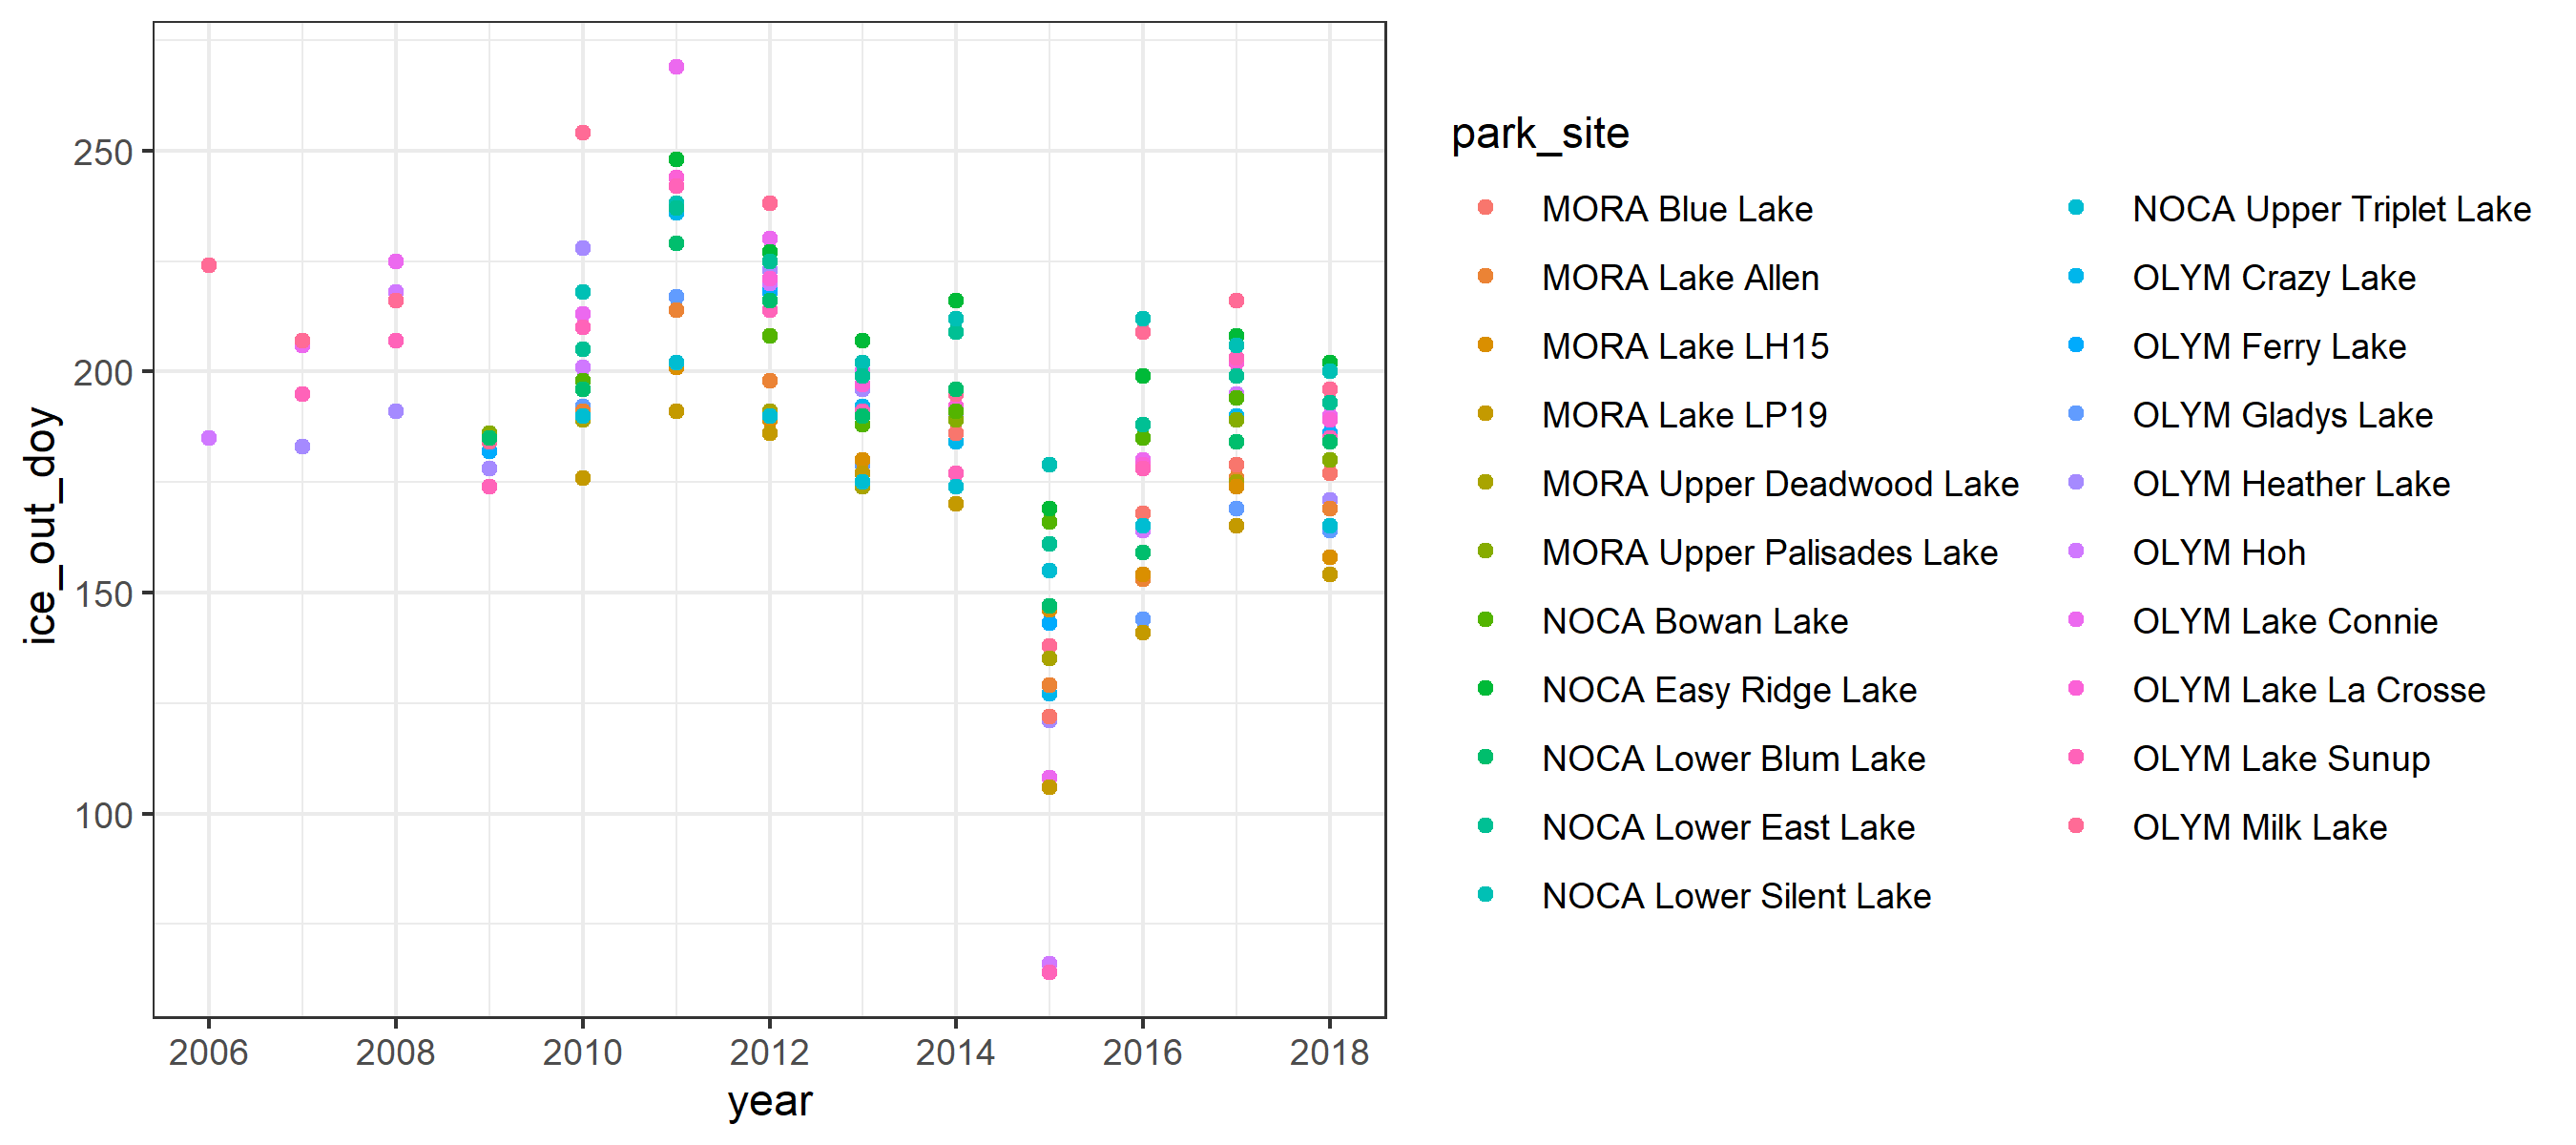 ice_out_doy
250
200
150
100
2006 2008 2010 2012 2014 2016 2018
year
park_site
MORA Blue Lake
MORA Lake Allen
MORA Lake LH15
MORA Lake LP19
MORA Upper Deadwood Lake
MORA Upper Palisades Lake
NOCA Bowan Lake
NOCA Easy Ridge Lake
NOCA Lower Blum Lake
NOCA Lower East Lake
NOCA Lower Silent Lake
NOCA Upper Triplet Lake
OLYM Crazy Lake
OLYM Ferry Lake
OLYM Gladys Lake
OLYM Heather Lake
OLYM Hoh
OLYM Lake Connie
OLYM Lake La Crosse
OLYM Lake Sunup
OLYM Milk Lake